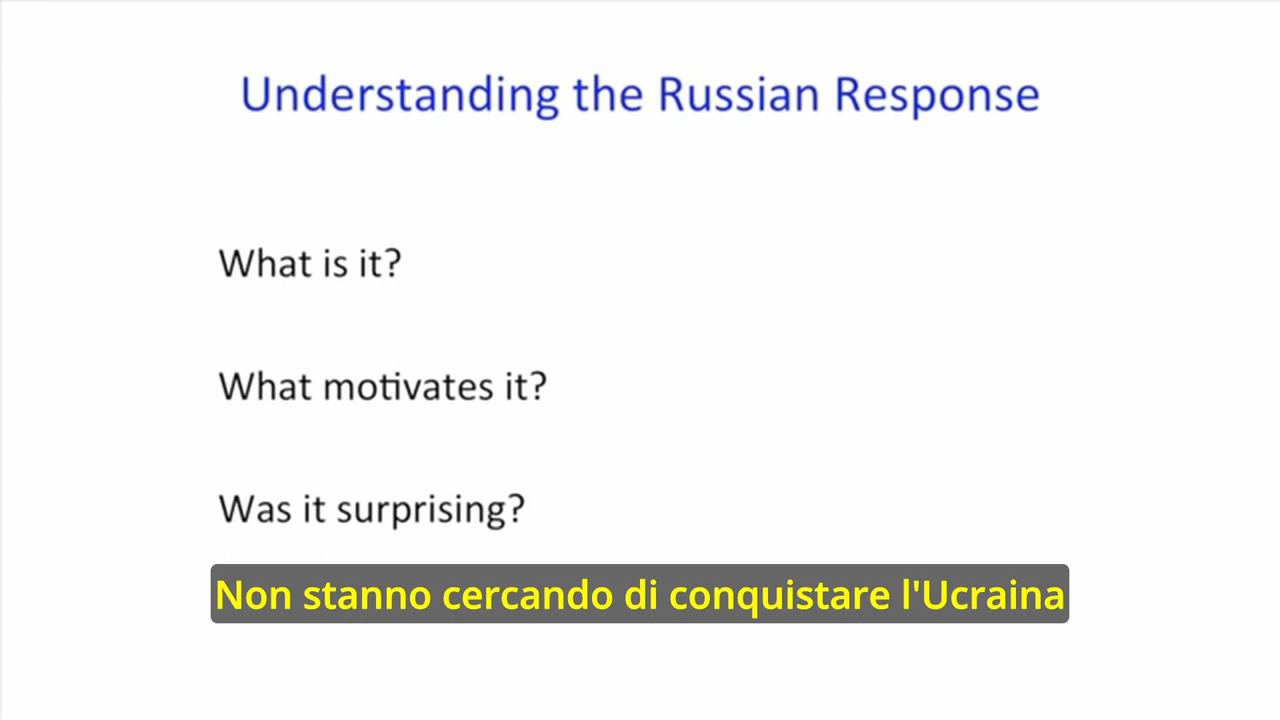 Understanding the Russian Response
What is it?
What motivates it?
Was it surprising?
Non stanno cercando di conquistare l'Ucraina